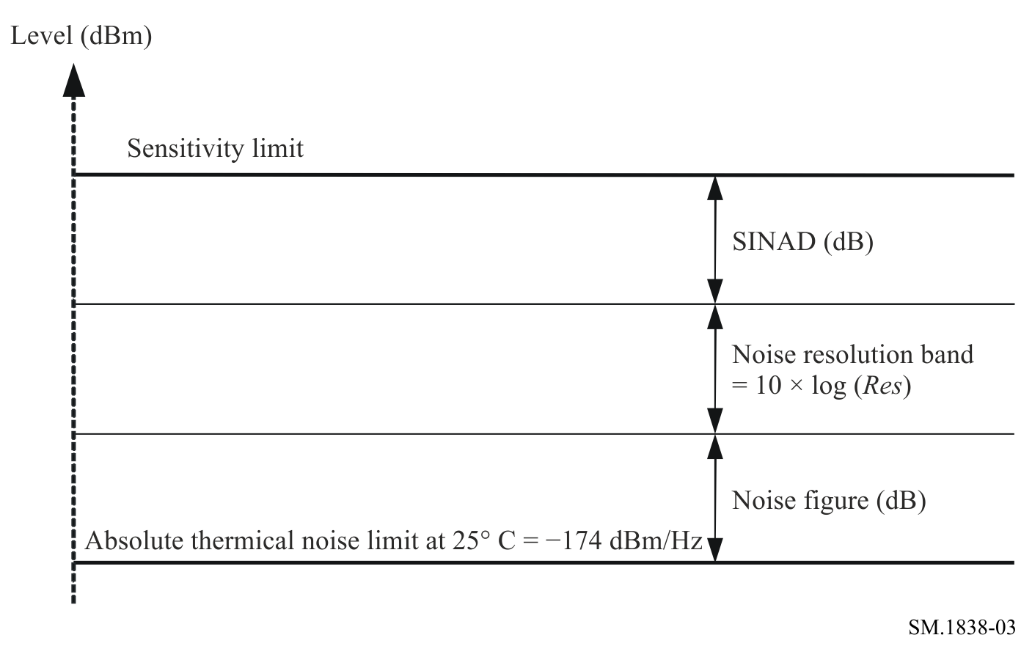 Level (dBm)
Sensitivity limit
SINAD (dB)
Noise resolution band
= 10 × log (Res)
Noise figure (dB)
Absolute thermical noise limit at 25° C = −174 dBm/Hz
SM.1838-03